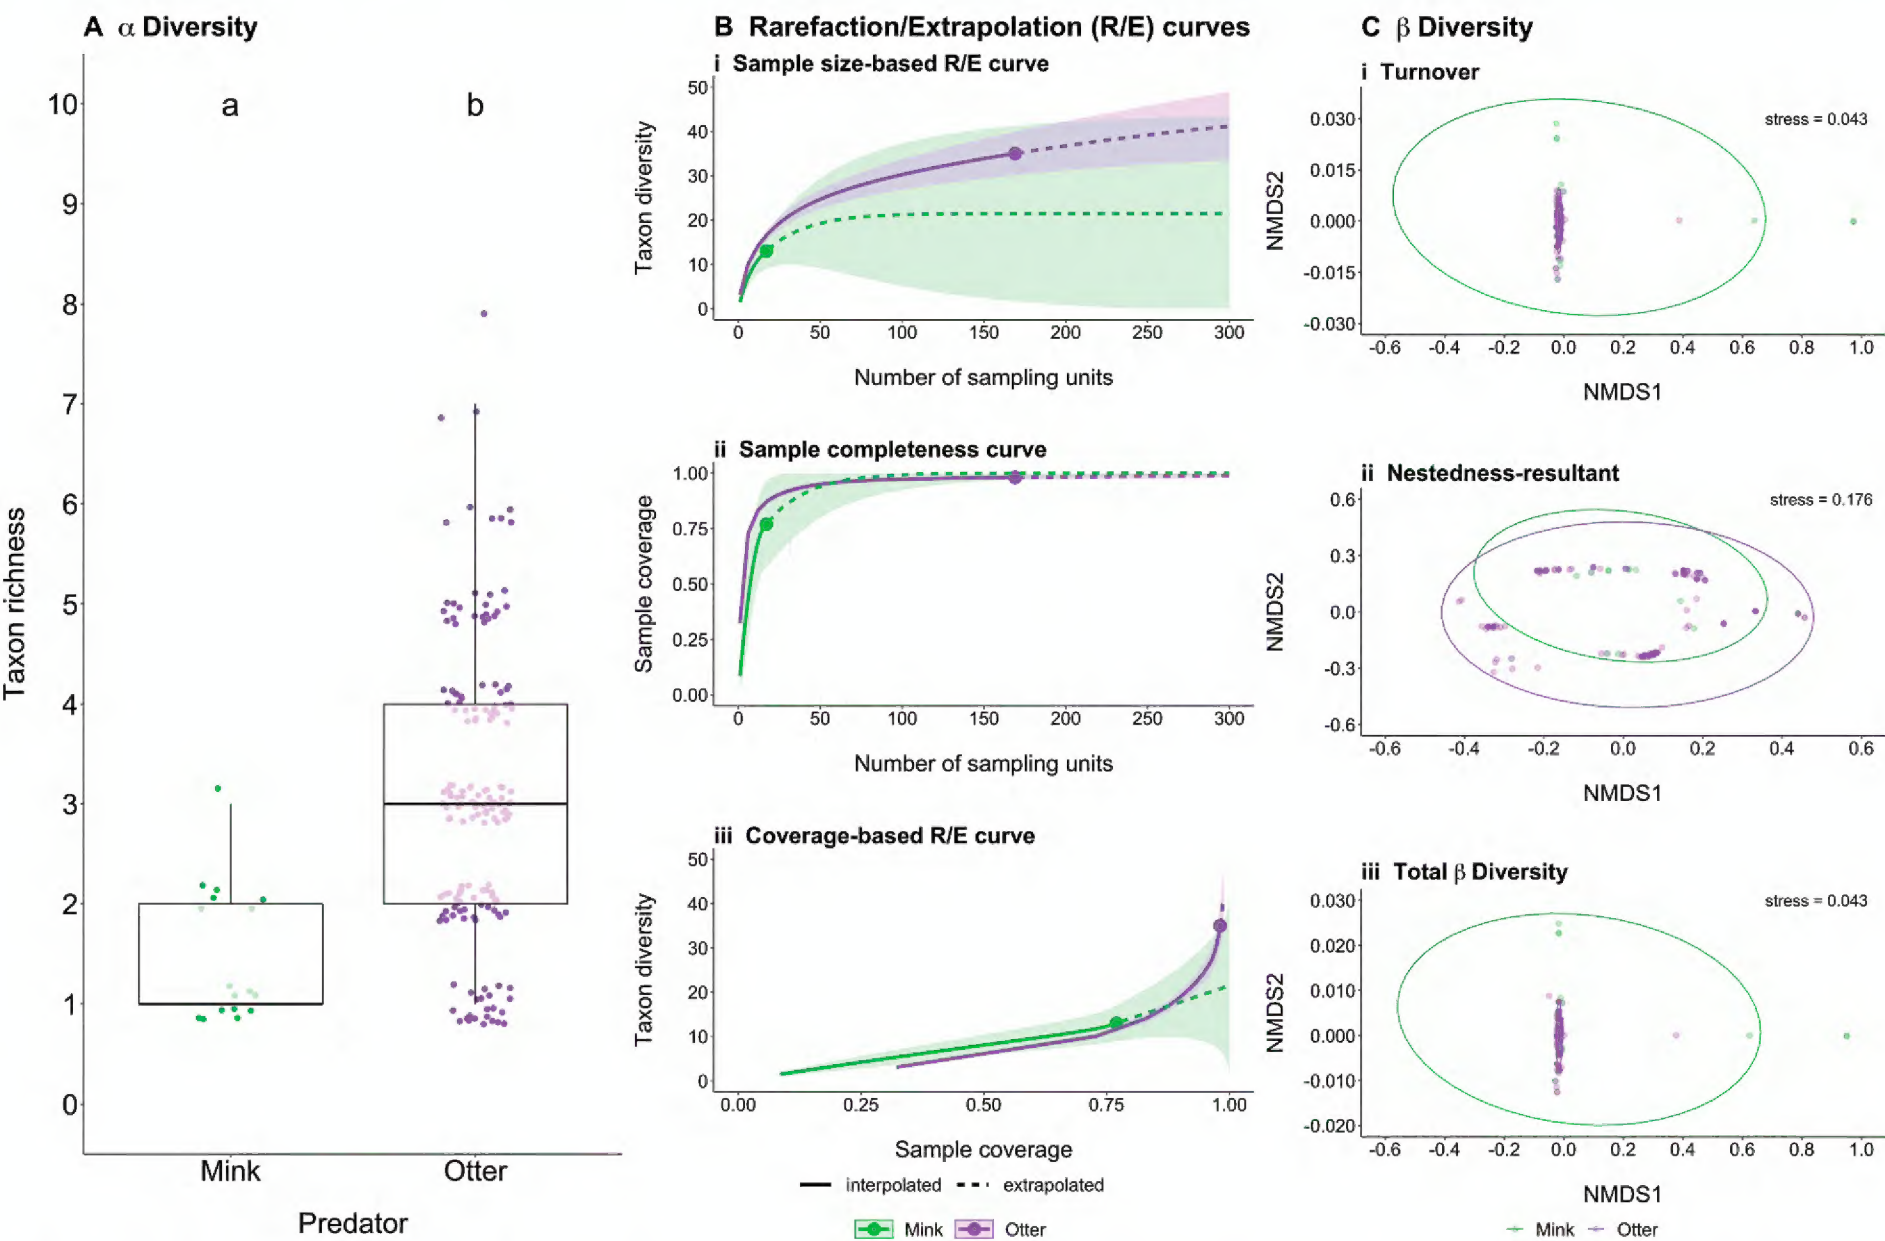 A α Diversity
10
9
8
7
6
5
4
3
2
1
0
a
b
Taxon richness
Mink
Otter
Predator
B Rarefaction/Extrapolation (R/E) curves
i Sample size-based R/E curve
50
40
30
20
10
0
Taxon diversity
0 50 100 150 200 250 300
Number of sampling units
ii Sample completeness curve
1.00
0.75
0.50
0.25
0.00
Sample coverage
0 50 100 150 200 250 300
Number of sampling units
iii Coverage-based R/E curve
50
40
30
20
10
0
Taxon diversity
0.00 0.25 0.50 0.75 1.00
Sample coverage
interpolated extrapolated
Mink Otter
C β Diversity
i Turnover
stress = 0.043
0.030
0.015
0.000
-0.015
-0.030
NMDS2
-0.6 -0.4 -0.2 0.0 0.2 0.4 0.6 0.8 1.0
NMDS1
ii Nestedness-resultant
stress = 0.176
0.6
0.3
0.0
-0.3
-0.6
NMDS2
-0.6 -0.4 -0.2 0.0 0.2 0.4 0.6
NMDS1
iii Total β Diversity
stress = 0.043
0.030
0.020
0.010
0.000
-0.010
-0.020
NMDS2
-0.6 -0.4 -0.2 0.0 0.2 0.4 0.6 0.8 1.0
NMDS1
Mink Otter